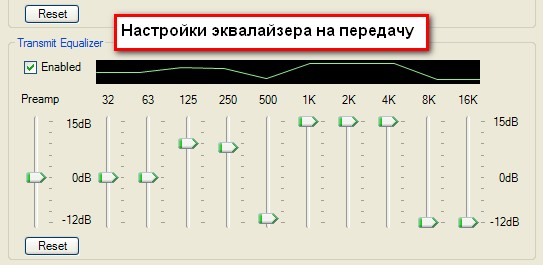 Reset
Настройки эквалайзера на передачу
Transmit Equalizer
Enabled
Preamp 32 63 125 250 500 1K 2K 4K 8K 16K
15dB 15dB
0dB 0dB
-12dB -12dB
Reset